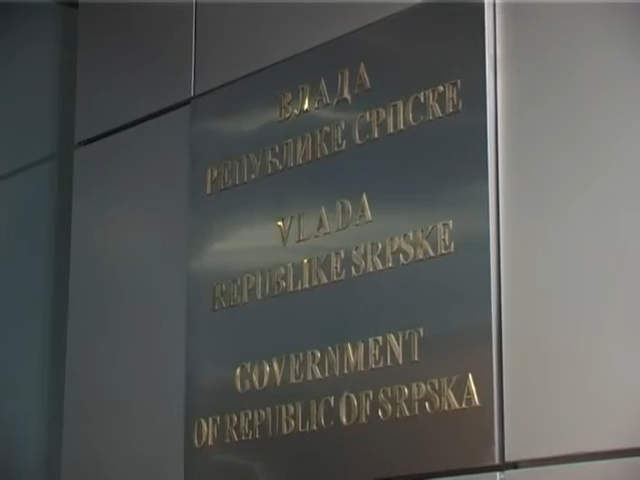 ВЛАДА
РЕПУБЛИКЕ СРПСКЕ
VLADA
REPUBLIKE SRPSKE
GOVERNMENT
OF REPUBLIC OF SRPSKA